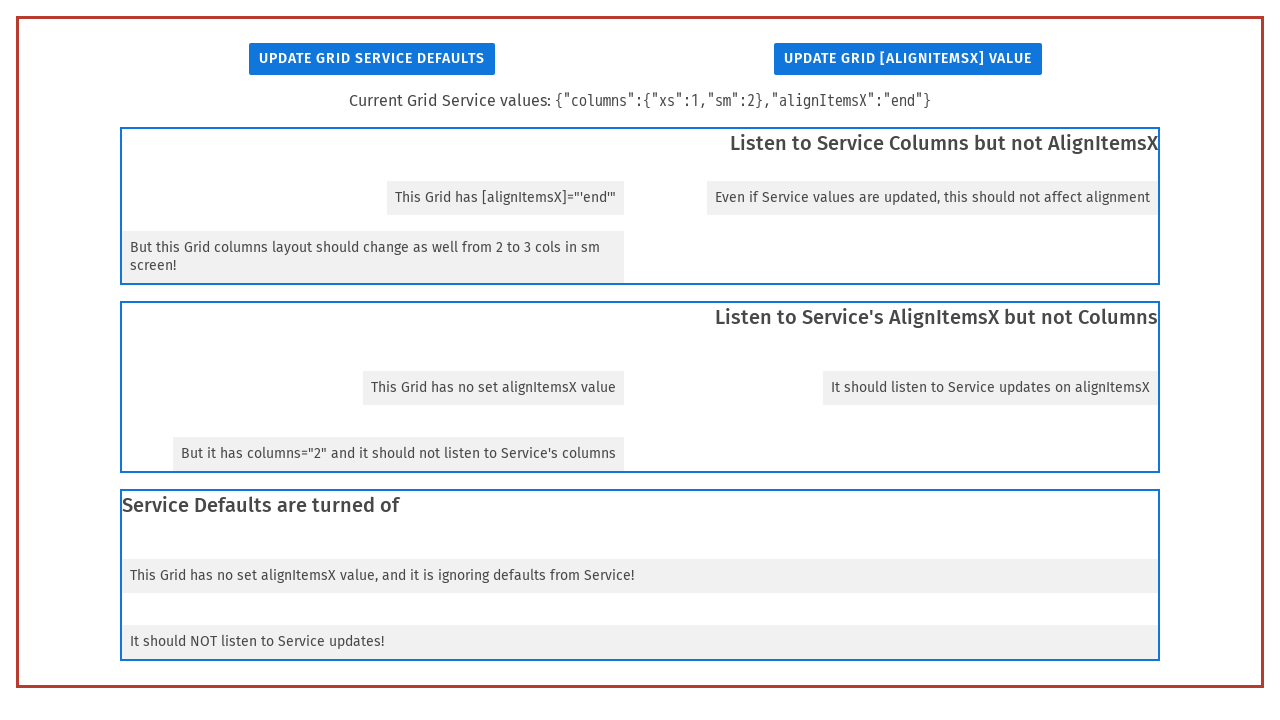 UPDATE GRID SERVICE DEFAULTS
UPDATE GRID [ALIGNITEMSX] VALUE
Current Grid Service values: {"columns":{"xs":1,"sm":2},"alignItemsX":"end"}
Listen to Service Columns but not AlignItemsX
This Grid has [alignItemsX]="'end'"
Even if Service values are updated, this should not affect alignment
But this Grid columns layout should change as well from 2 to 3 cols in sm
screen!
Listen to Service's AlignItemsX but not Columns
This Grid has no set alignItemsX value
It should listen to Service updates on alignItemsX
But it has columns="2" and it should not listen to Service's columns
Service Defaults are turned of
This Grid has no set alignItemsX value, and it is ignoring defaults from Service!
It should NOT listen to Service updates!